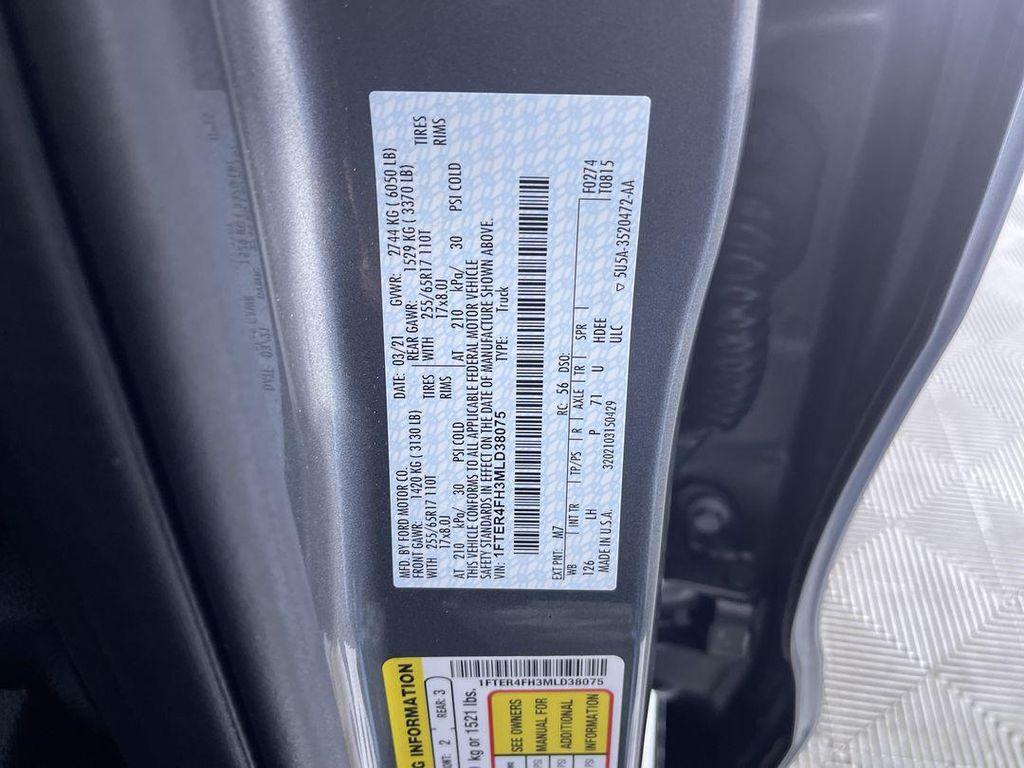 MFD BY FORD MOTOR CO. DATE: 03/21 GVWR: 2744 KG ( 6050 LB)
FRONT GAWR: 1420 KG ( 3130 LB) REAR GAWR: 1529 KG ( 3370 LB)
WITH 255/65R17 110T TIRES WITH 255/65R17 110T TIRES
17x8.0J RIMS 17x8.0J RIMS
AT 210 kPa/ 30 PSI COLD AT 210 kPa/ 30 PSI COLD
THIS VEHICLE CONFORMS TO ALL APPLICABLE FEDERAL MOTOR VEHICLE
SAFETY STANDARDS IN EFFECT ON THE DATE OF MANUFACTURE SHOWN ABOVE.
VIN: 1FTER4FH3MLD38075 TYPE: Truck
EXT PNT: M7 RC: 56 DSO:
WB INT TR TP/PS R AXLE TR SPR F0274
126 LH P 71 U HDEE T0815
MADE IN U.S.A. 3202103150429 ULC 5U5A-3520472-AA
G INFORMATION
2 REAR: 3
kg or 1521 lbs.
1FTER4FH3MLD38075
SEE OWNERS
MANUAL FOR
ADDITIONAL
INFORMATION
PSI
PSI
PSI